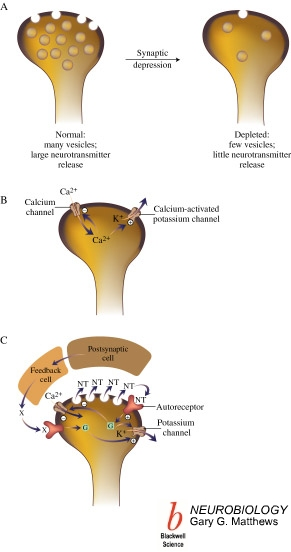 A
Synaptic
depression
Normal:
many vesicles;
large neurotransmitter
release
Depleted:
few vesicles;
little neurotransmitter
release
B
Ca2+
Calcium
channel
K+
Calcium-activated
potassium channel
Ca2+
C
Postsynaptic
cell
Feedback
cell
NT NT NT NT
Ca2+
NT
X
Autoreceptor
X
G
G
K+
Potassium
channel
b
Blackwell
Science
NEUROBIOLOGY
Gary G. Matthews